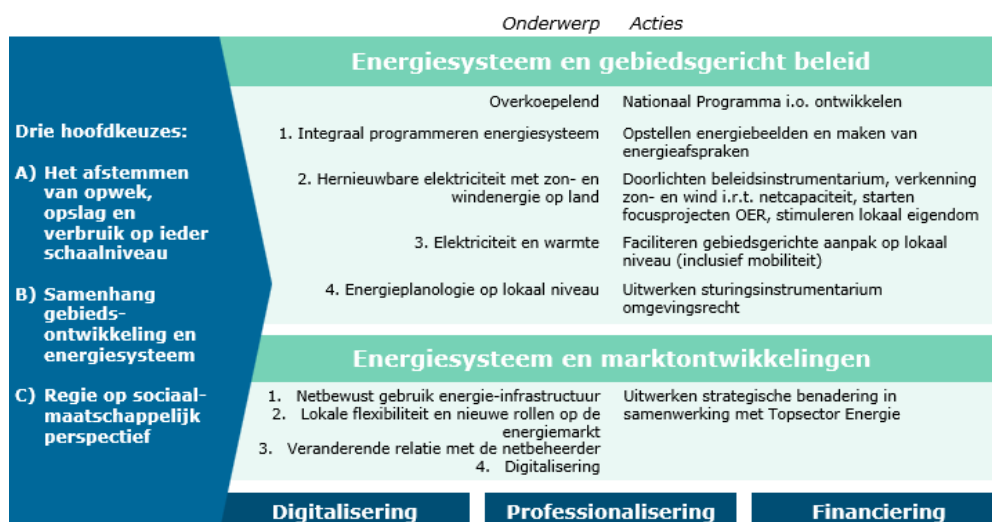 Onderwerp Acties
Drie hoofdkeuzes:
A) Het afstemmen
van opwek,
opslag en
verbruik op ieder
schaalniveau
B) Samenhang
gebieds-
ontwikkeling en
energiesysteem
C) Regie op sociaal-
maatschappelijk
perspectief
Energiesysteem en gebiedsgericht beleid
Overkoepelend
Nationaal Programma i.o. ontwikkelen
1. Integraal programmeren energiesysteem
Opstellen energiebeelden en maken van
energieafspraken
2. Hernieuwbare elektriciteit met zon- en
windenergie op land
Doorlichten beleidsinstrumentarium, verkenning
zon- en wind i.r.t. netcapaciteit, starten
focusprojecten OER, stimuleren lokaal eigendom
3. Elektriciteit en warmte
Faciliteren gebiedsgerichte aanpak op lokaal
niveau (inclusief mobiliteit)
4. Energieplanologie op lokaal niveau
Uitwerken sturingsinstrumentarium
omgevingsrecht
Energiesysteem en marktontwikkelingen
1. Netbewust gebruik energie-infrastructuur
2. Lokale flexibiliteit en nieuwe rollen op de
energiemarkt
3. Veranderende relatie met de netbeheerder
4. Digitalisering
Uitwerken strategische benadering in
samenwerking met Topsector Energie
Digitalisering
Professionalisering
Financiering